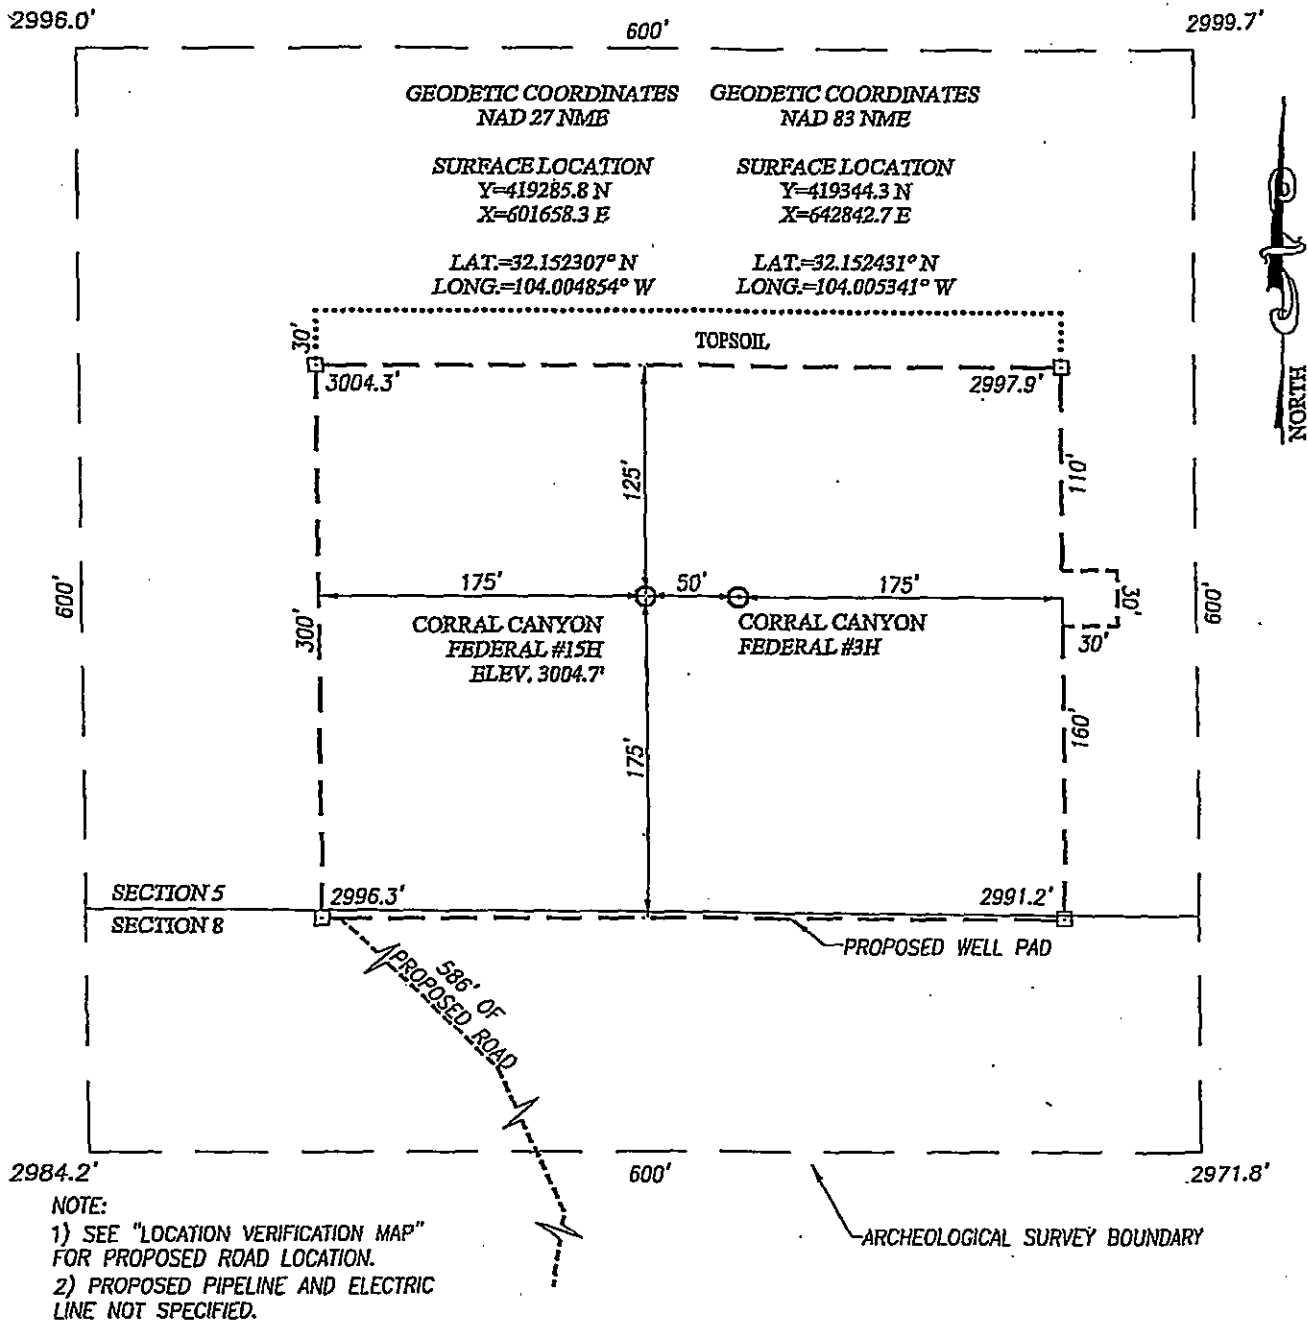 2996.0'
600'
2999.7'
GEODETIC COORDINATES
NAD 27 NME
SURFACE LOCATION
Y=419285.8 N
X=601658.3 E
LAT.=32.152307° N
LONG.=104.004854° W
GEODETIC COORDINATES
NAD 83 NME
SURFACE LOCATION
Y=419344.3 N
X=642842.7 E
LAT.=32.152431° N
LONG.=104.005341° W
NORTH
30'
TOPSOIL
3004.3'
2997.9'
125'
110'
600'
300'
175'
50'
175'
30'
30'
600'
CORRAL CANYON
FEDERAL #15H
ELEV. 3004.7'
CORRAL CANYON
FEDERAL #3H
175'
160'
SECTION 5
SECTION 8
2996.3'
2991.2'
PROPOSED WELL PAD
586' OF
PROPOSED ROAD
2984.2'
600'
2971.8'
ARCHEOLOGICAL SURVEY BOUNDARY
NOTE:
1) SEE "LOCATION VERIFICATION MAP"
FOR PROPOSED ROAD LOCATION.
2) PROPOSED PIPELINE AND ELECTRIC
LINE NOT SPECIFIED.